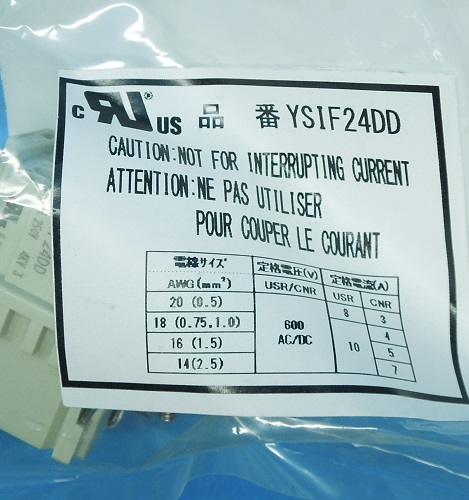 c RU ® US 品 番 YSIF24DD
CAUTION:NOT FOR INTERRUPTING CURRENT
ATTENTION:NE PAS UTILISER
POUR COUPER LE COURANT
電線サイズ 定格電圧(V) 定格電流(A)
AWG(mm²) USR/CNR USR CNR
20 (0.5) 600 AC/DC 8 3
18 (0.75,1.0) 10 4
16 (1.5) 5
14(2.5) 7
24DD